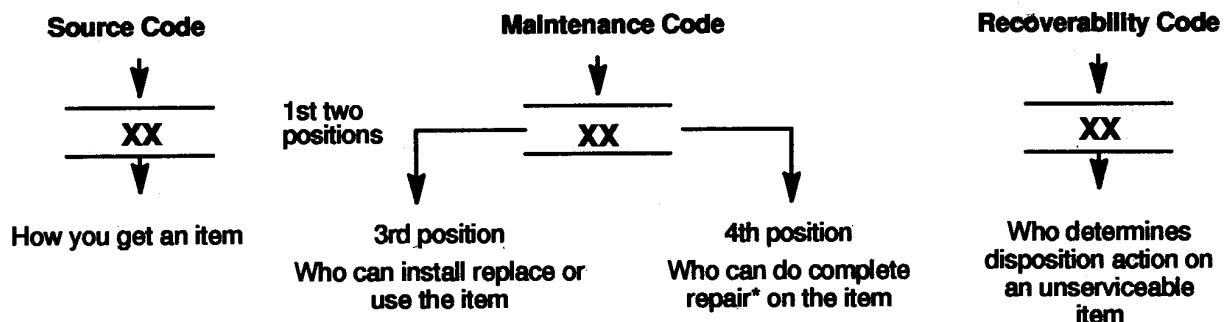 Source Code
Maintenance Code
Recoverability Code
1st two
positions
XX
XX
XX
How you get an item
3rd position
Who can install replace or
use the item
4th position
Who can do complete
repair* on the item
Who determines
disposition action on
an unserviceable
item